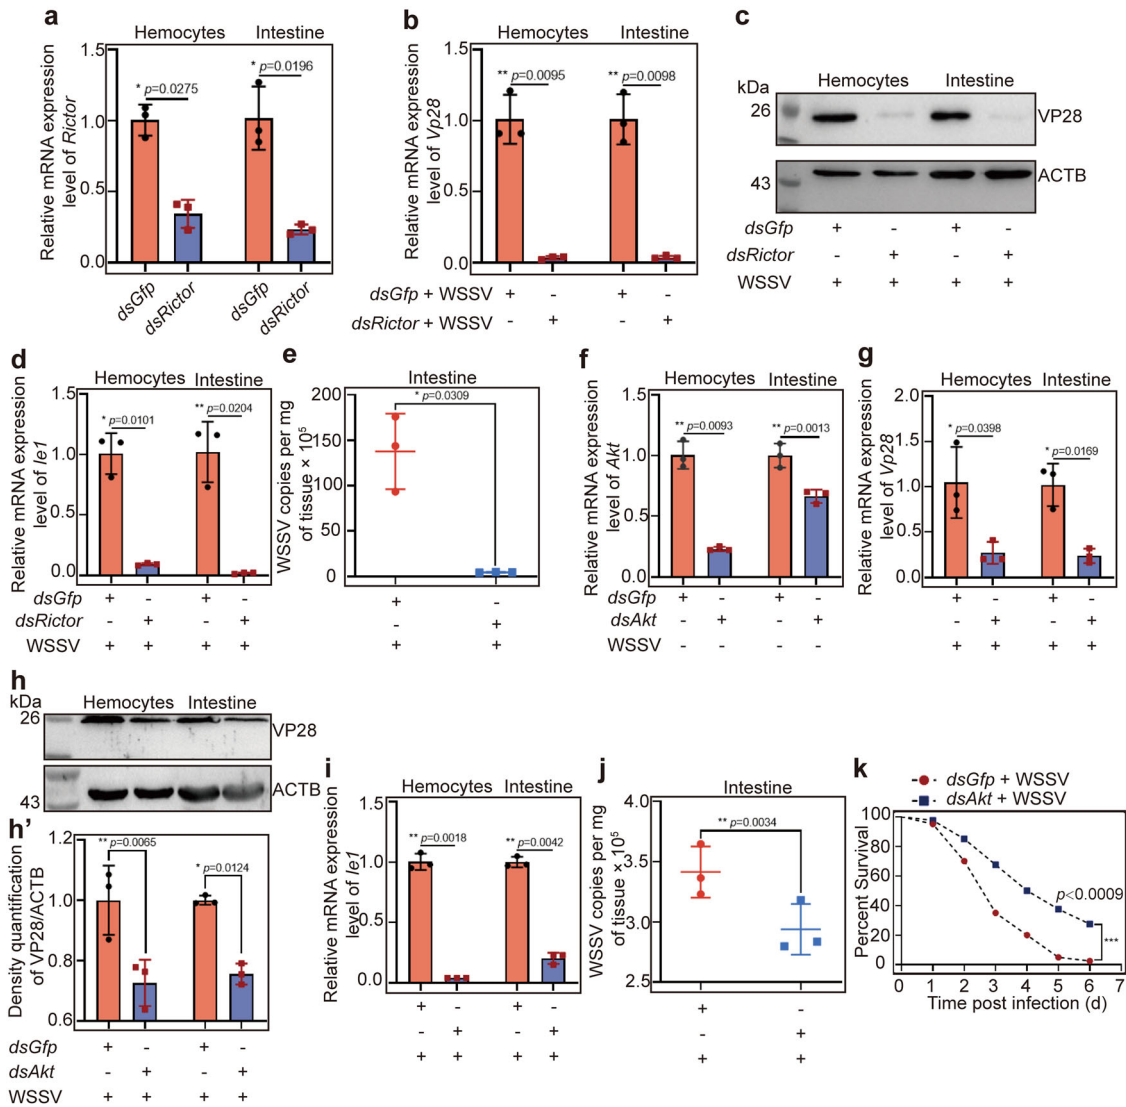 a
Hemocytes Intestine
Relative mRNA expression
level of Rictor
1.5
1.0
0.5
0.0
* p=0.0275
* p=0.0196
dsGfp dsRictor dsGfp dsRictor
b
Hemocytes Intestine
Relative mRNA expression
level of Vp28
1.5
1.0
0.5
0.0
** p=0.0095
** p=0.0098
dsGfp + WSSV + - + -
dsRictor + WSSV - + - +
c
Hemocytes Intestine
kDa
26
VP28
43
ACTB
dsGfp + - + -
dsRictor - + - +
WSSV + + + +
d
Hemocytes Intestine
Relative mRNA expression
level of Ie1
1.5
1.0
0.5
0.0
* p=0.0101
** p=0.0204
dsGfp + - + -
dsRictor - + - +
WSSV + + + +
e
Intestine
WSSV copies per mg
of tissue × 10⁵
200
150
100
50
0
* p=0.0309
+ -
- +
+ +
f
Hemocytes Intestine
Relative mRNA expression
level of Akt
1.5
1.0
0.5
0.0
** p=0.0093
** p=0.0013
dsGfp + - + -
dsAkt - + - +
WSSV - - - -
g
Hemocytes Intestine
Relative mRNA expression
level of Vp28
2.0
1.5
1.0
0.5
0.0
* p=0.0398
* p=0.0169
+ - + -
- + - +
+ + + +
h
kDa
Hemocytes Intestine
26
VP28
43
ACTB
h’
Density quantification
of VP28/ACTB
1.2
1.0
0.8
0.6
** p=0.0065
* p=0.0124
dsGfp + - + -
dsAkt - + - +
WSSV + + + +
i
Hemocytes Intestine
Relative mRNA expression
level of Ie1
1.5
1.0
0.5
0.0
** p=0.0018
** p=0.0042
+ - + -
- + - +
+ + + +
j
Intestine
WSSV copies per mg
of tissue ×10⁵
4.0
3.5
3.0
2.5
** p=0.0034
+ -
- +
+ +
k
dsGfp + WSSV
dsAkt + WSSV
Percent Survival
100
80
60
40
20
0
p<0.0009
***
0 1 2 3 4 5 6 7
Time post infection (d)